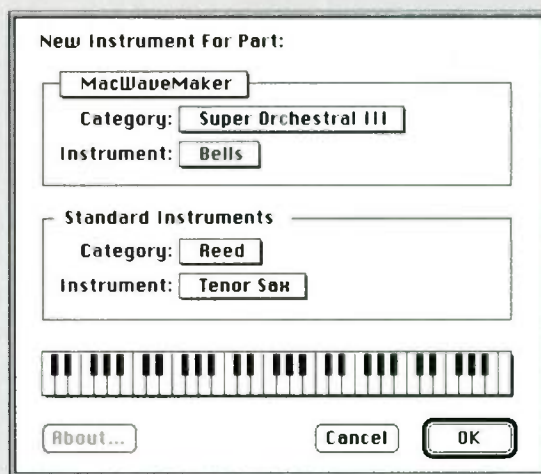 New Instrument For Part:
MacWaveMaker
Category: Super Orchestral III
Instrument: Bells
Standard Instruments
Category: Reed
Instrument: Tenor Sax
About...
Cancel
OK